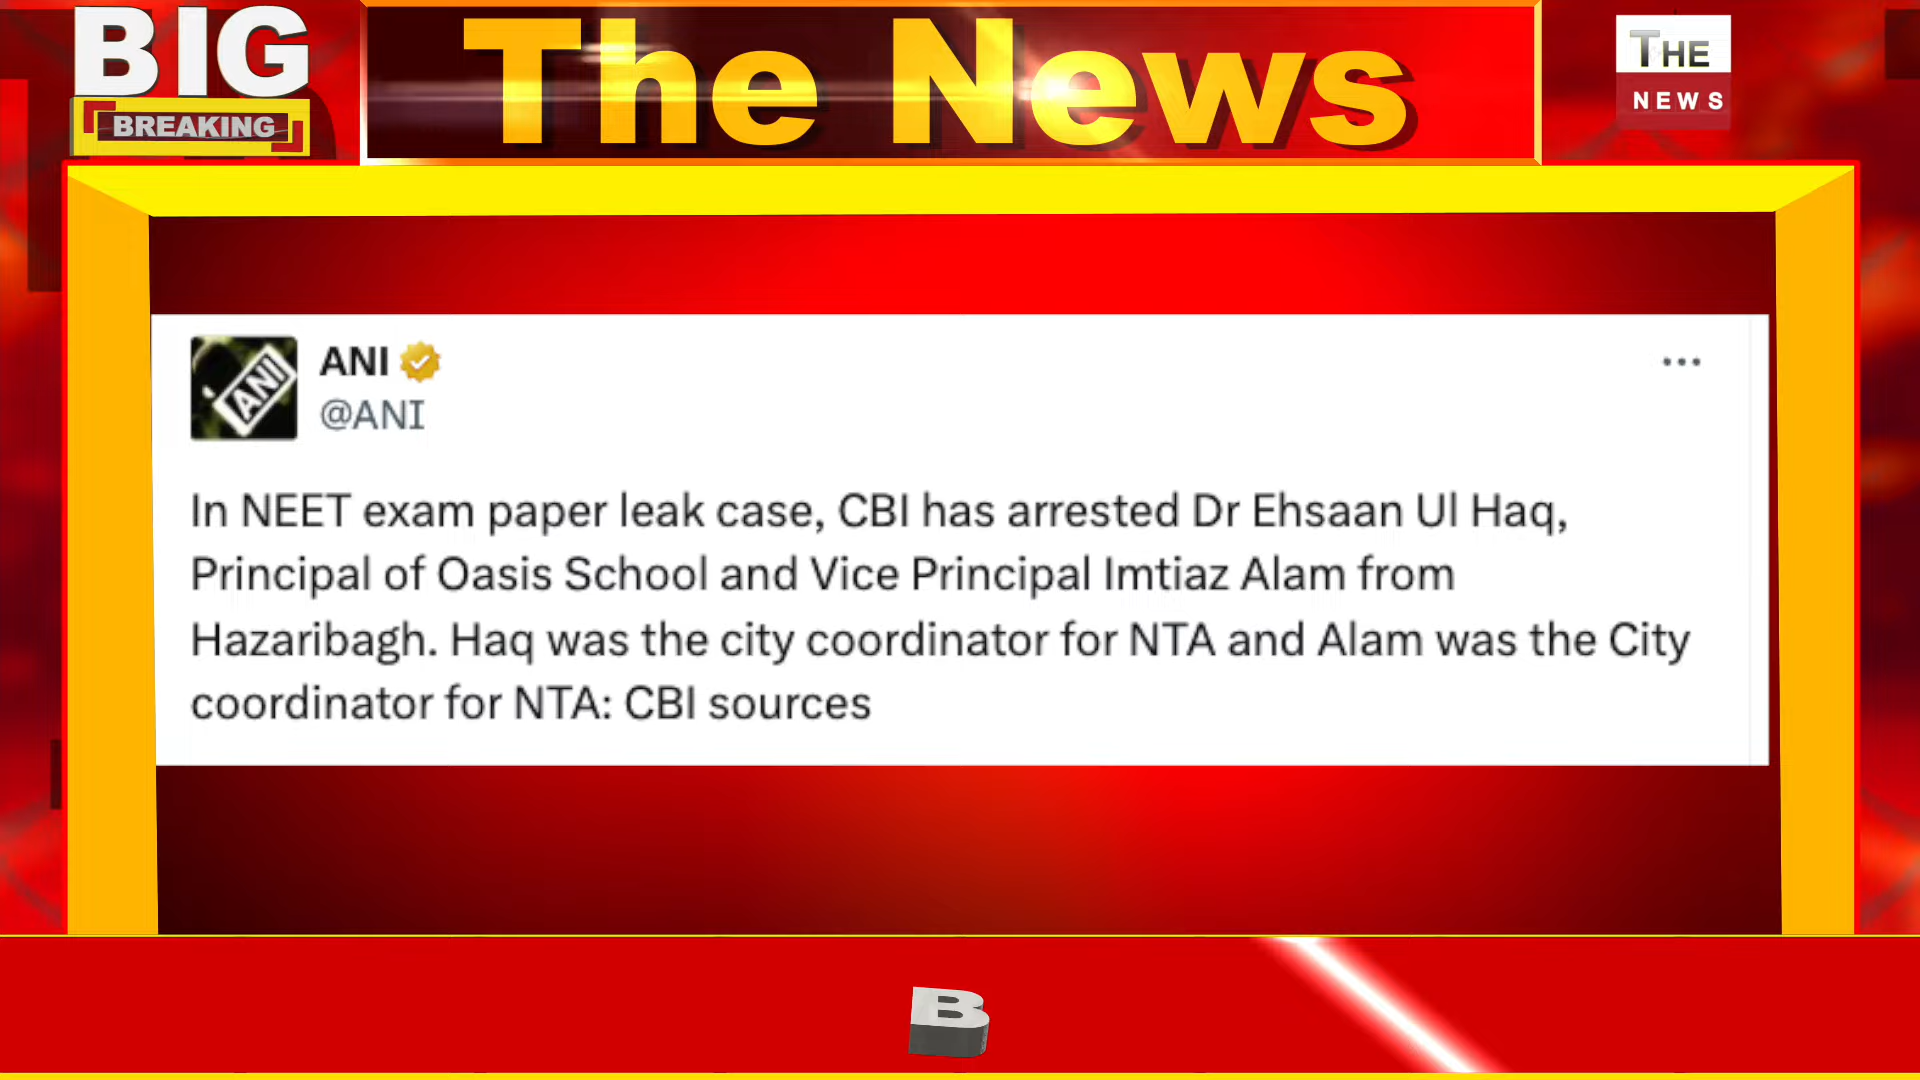 BIG
BREAKING
The News
THE
NEWS
ANI
ANI
@ANI
In NEET exam paper leak case, CBI has arrested Dr Ehsaan Ul Haq,
Principal of Oasis School and Vice Principal Imtiaz Alam from
Hazaribagh. Haq was the city coordinator for NTA and Alam was the City
coordinator for NTA: CBI sources
B